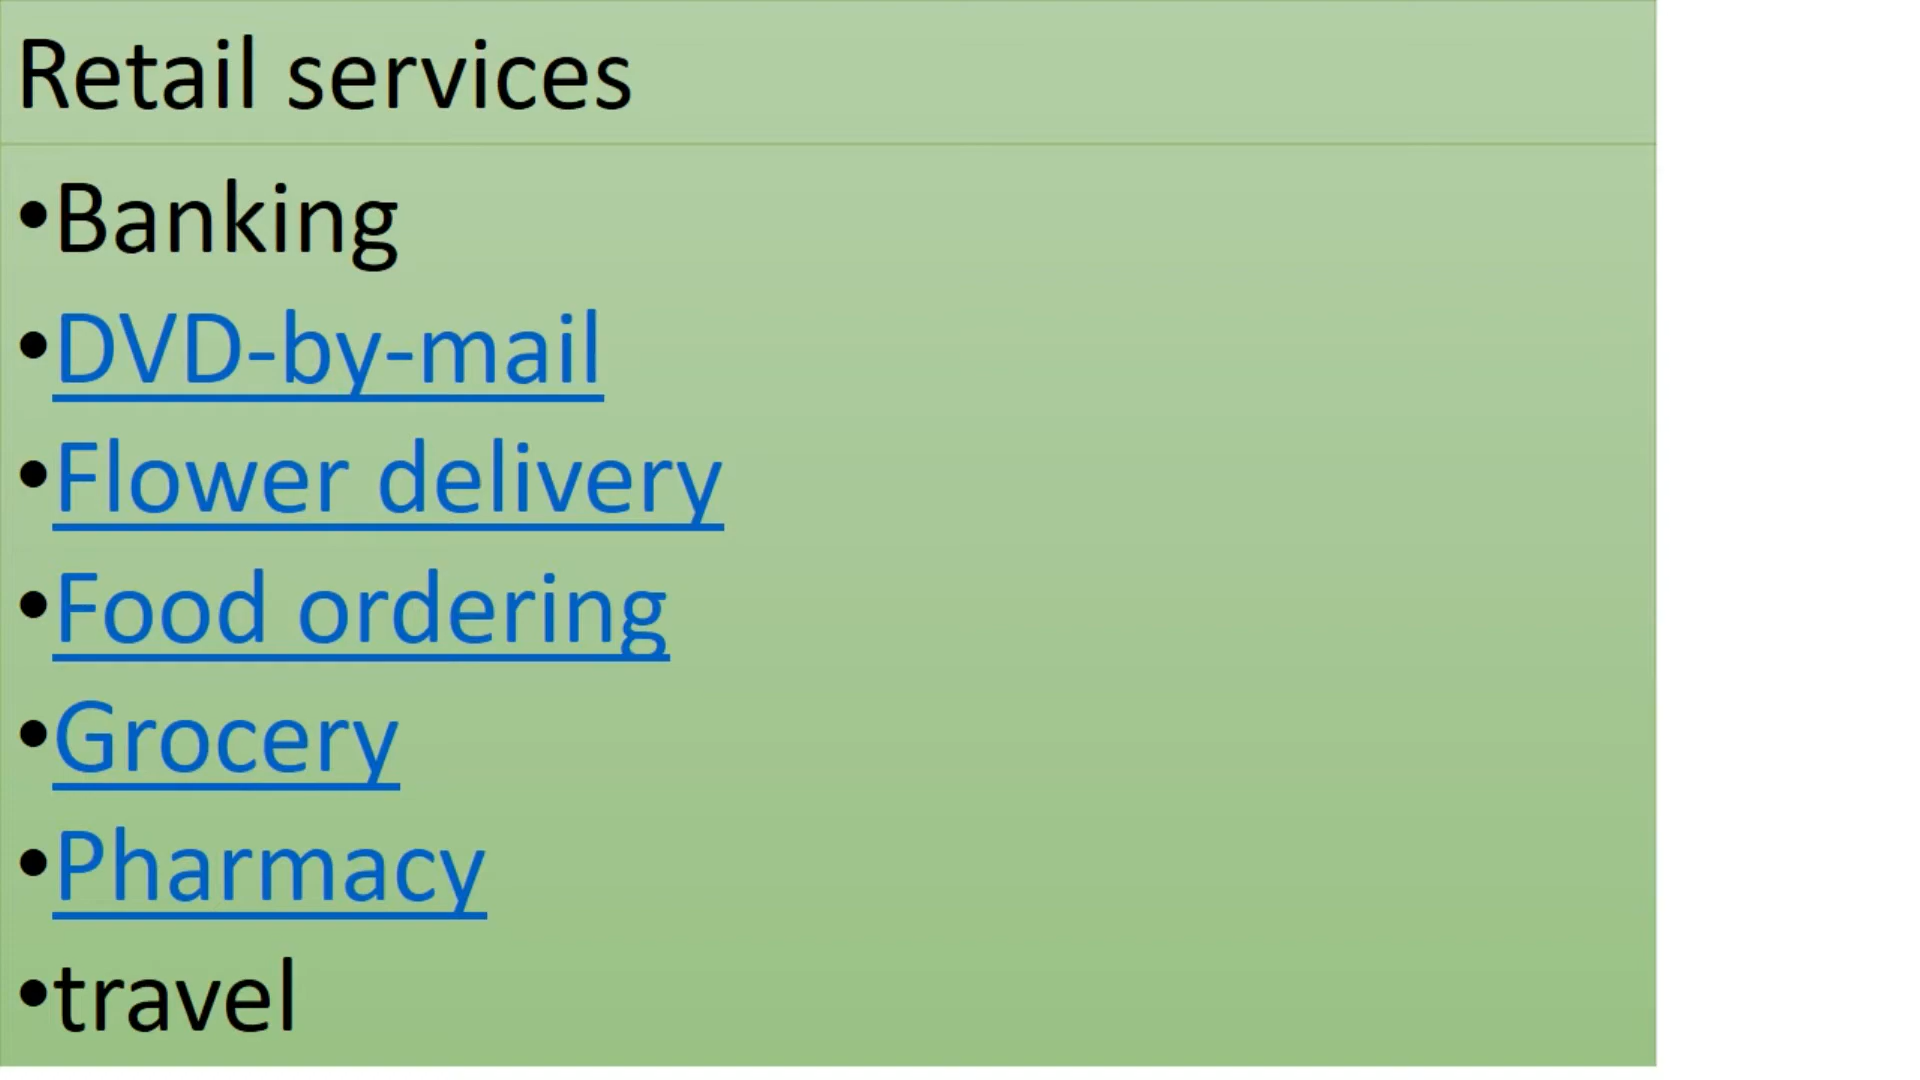 Retail services
•Banking
•DVD-by-mail
•Flower delivery
•Food ordering
•Grocery
•Pharmacy
•travel